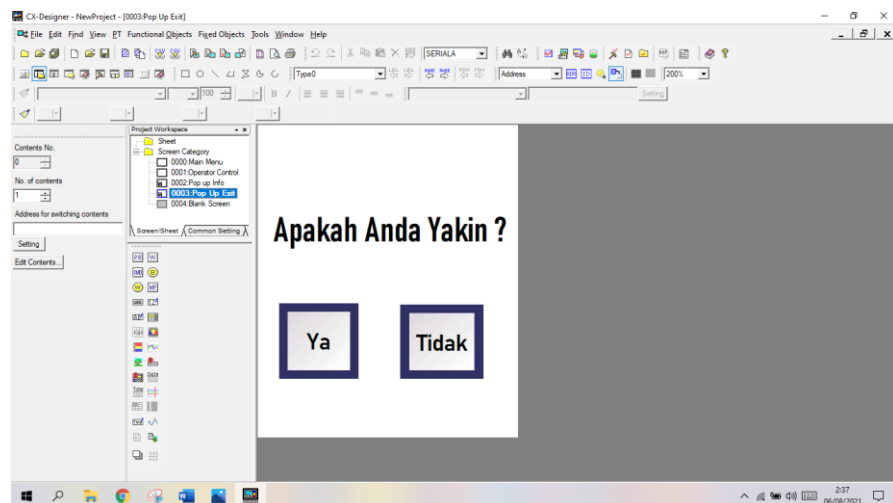 CX-Designer - NewProject - [0003:Pop Up Exit]
File Edit Find View PT Functional Objects Fixed Objects Tools Window Help
SERIALA
Type0
Address
200%
100
Setting
Project Workspace
Contents No.
0
No. of contents
1
Address for switching contents
Setting
Edit Contents...
Sheet
Screen Category
0000:Main Menu
0001:Operator Control
0002:Pop up Info
0003:Pop Up Exit
0004:Blank Screen
Screen/Sheet
Common Setting
Apakah Anda Yakin ?
Ya
Tidak
2:37
06/08/2021